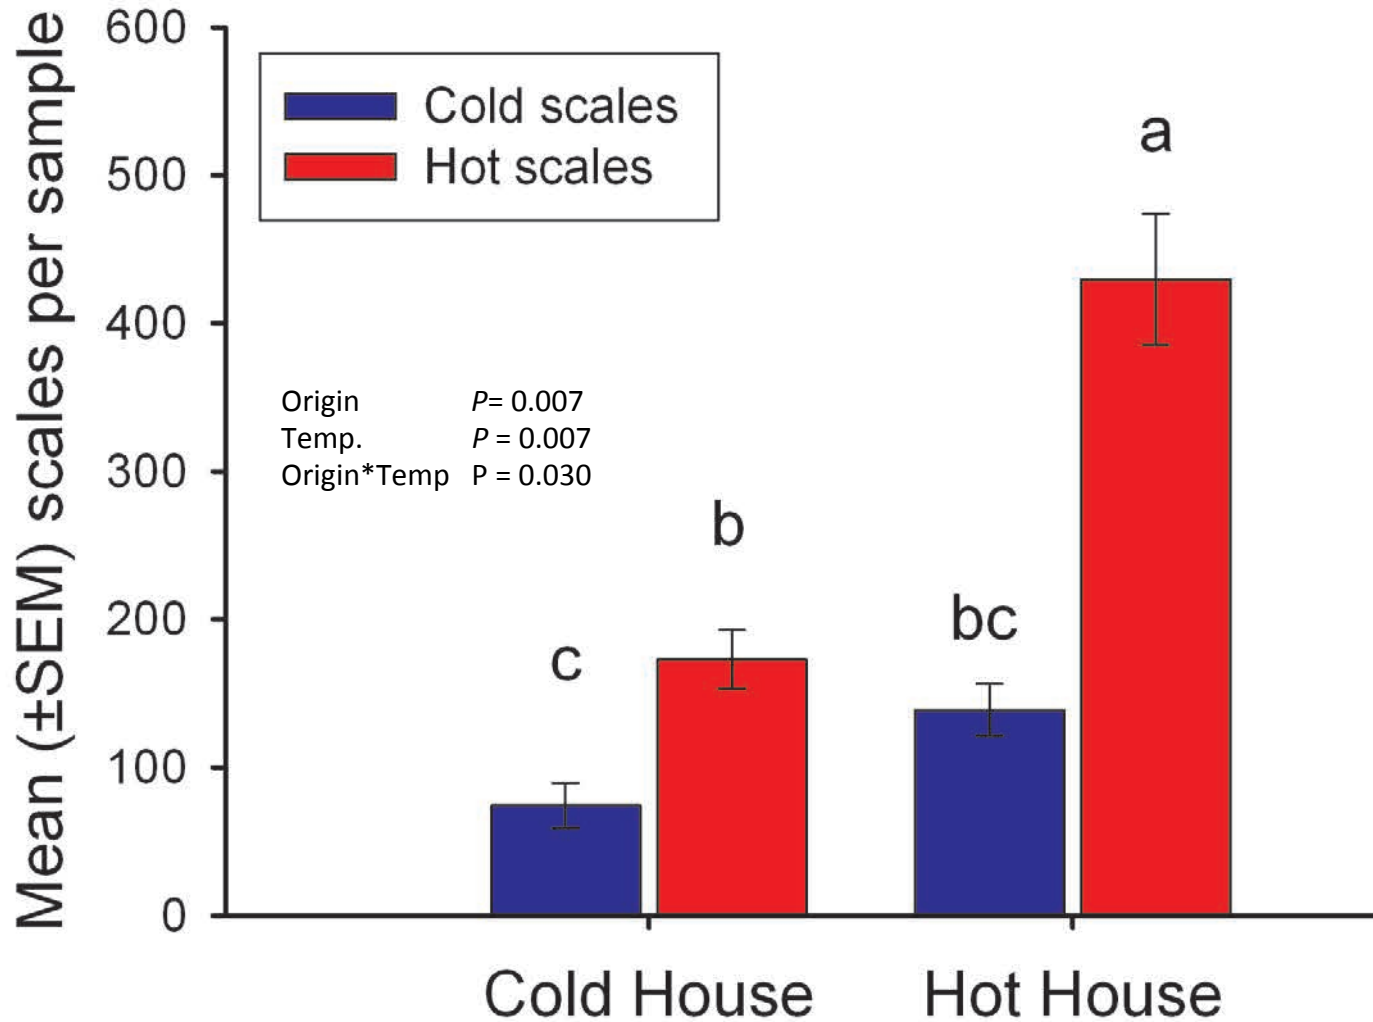 Mean (±SEM) scales per sample
600
500
400
300
200
100
0
Cold scales
Hot scales
Origin P= 0.007
Temp. P = 0.007
Origin*Temp P = 0.030
c
b
bc
a
Cold House
Hot House